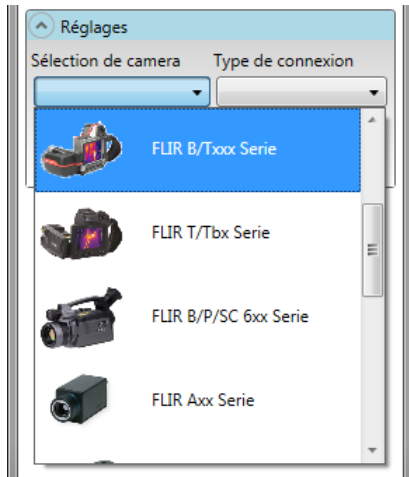 Réglages
Sélection de camera Type de connexion
FLIR B/Txxx Serie
FLIR T/Tbx Serie
FLIR B/P/SC 6xx Serie
FLIR Axx Serie